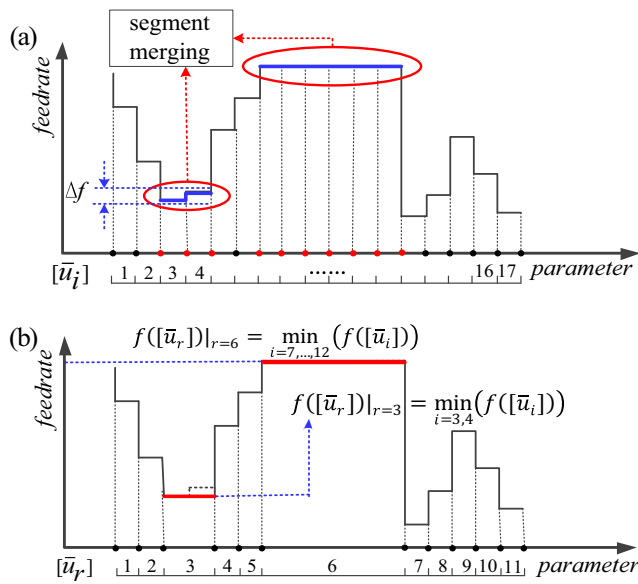 (a)
segment
merging
feedrate
Δf
[ū_i]
1 2 3 4 ...... 16 17
parameter
(b)
f([ū_r])|_{r=6} = min_{i=7,...,12}(f([ū_i]))
feedrate
f([ū_r])|_{r=3} = min_{i=3,4}(f([ū_i]))
[ū_r]
1 2 3 4 5 6 7 8 9 10 11
parameter